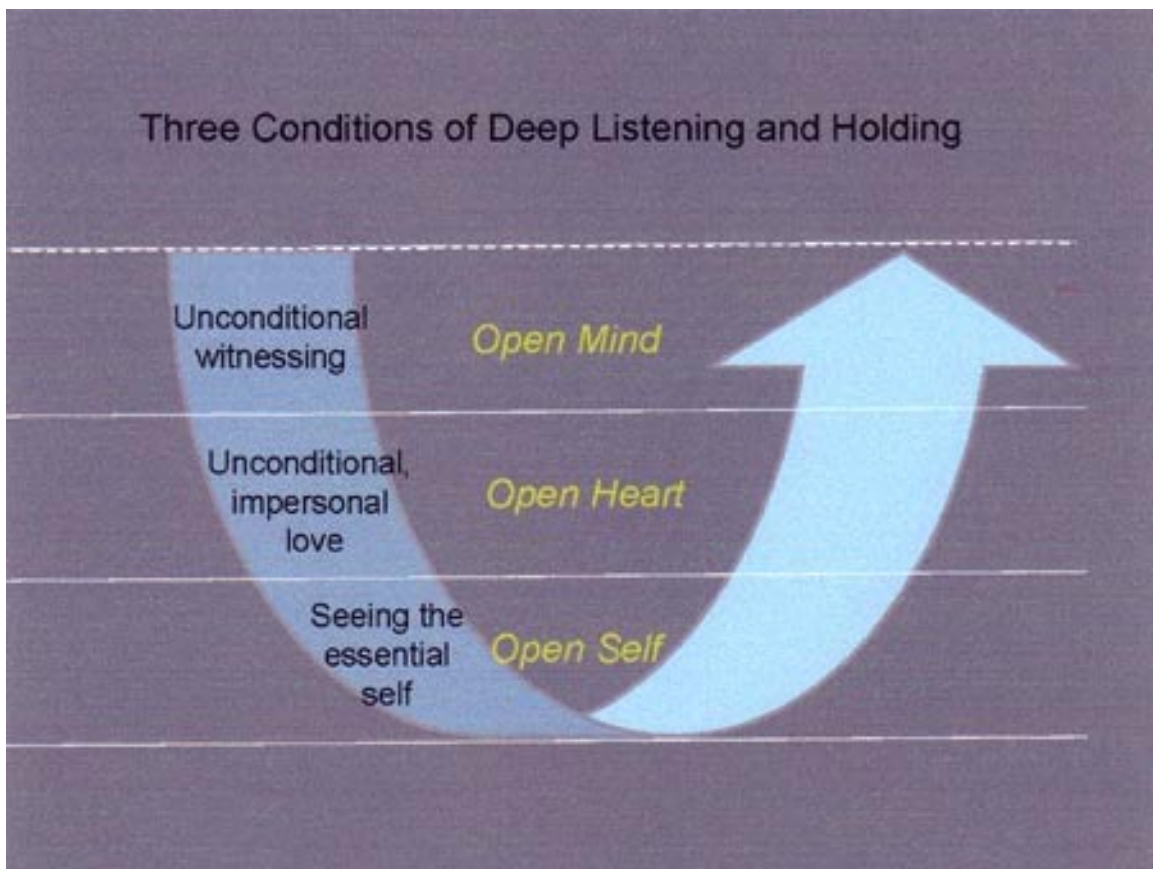 Three Conditions of Deep Listening and Holding
Unconditional
witnessing
Open Mind
Unconditional,
impersonal
love
Open Heart
Seeing the
essential
self
Open Self